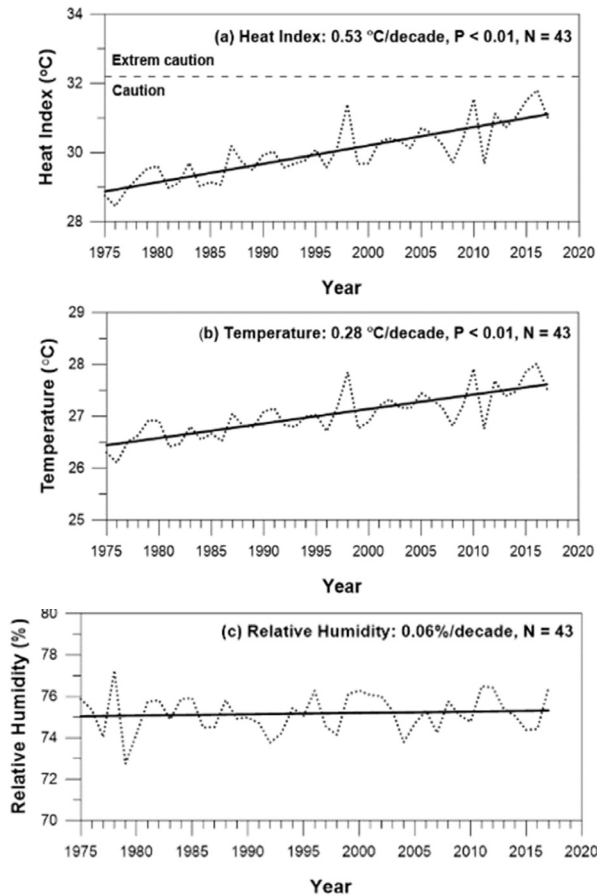 (a) Heat Index: 0.53 °C/decade, P < 0.01, N = 43
34
Extrem caution
32
Caution
30
28
Heat Index (°C)
1975 1980 1985 1990 1995 2000 2005 2010 2015 2020
Year
29
(b) Temperature: 0.28 °C/decade, P < 0.01, N = 43
28
27
26
25
Temperature (°C)
1975 1980 1985 1990 1995 2000 2005 2010 2015 2020
Year
80
(c) Relative Humidity: 0.06%/decade, N = 43
78
76
74
72
70
Relative Humidity (%)
1975 1980 1985 1990 1995 2000 2005 2010 2015 2020
Year